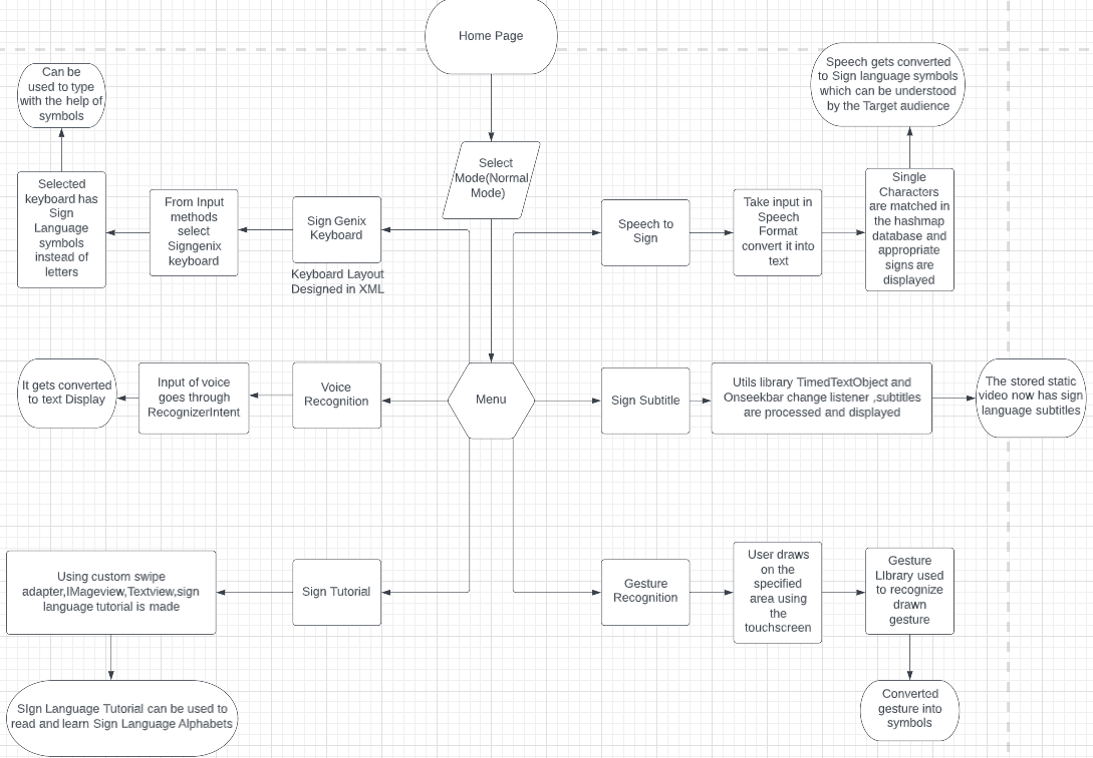 Home Page
Select
Mode(Normal
Mode)
Can be
used to type
with the help of
symbols
Selected
keyboard has
Sign
Language
symbols
instead of
letters
From Input
methods
select
Signgenix
keyboard
Sign Genix
Keyboard
Keyboard Layout
Designed in XML
Speech to
Sign
Take input in
Speech
Format
convert it into
text
Single
Characters
are matched in
the hashmap
database and
appropriate
signs are
displayed
Speech gets converted
to Sign language symbols
which can be understood
by the Target audience
It gets converted
to text Display
Input of voice
goes through
RecognizerIntent
Voice
Recognition
Menu
Sign Subtitle
Utils library TimedTextObject and
Onseekbar change listener ,subtitles
are processed and displayed
The stored static
video now has sign
language subtitles
Using custom swipe
adapter,IMageview,Textview,sign
language tutorial is made
Sign Tutorial
Gesture
Recognition
User draws
on the
specified
area using
the
touchscreen
Gesture
LIbrary used
to recognize
drawn
gesture
SIgn Language Tutorial can be used to
read and learn Sign Language Alphabets
Converted
gesture into
symbols